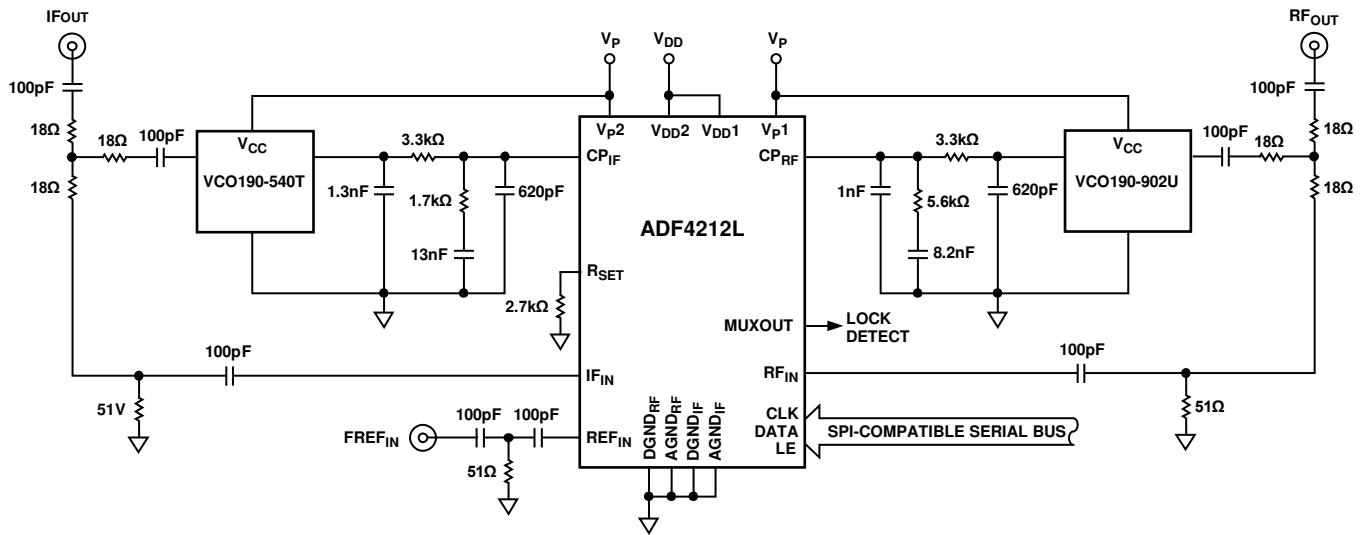 IFOUT
RFOUT
VP
VDD
VP
100pF
100pF
18Ω
18Ω
100pF
VCC
VCO190-540T
18Ω
3.3kΩ
1.3nF
1.7kΩ
13nF
620pF
VP2
VDD2
VDD1
VP1
CPIF
CPRF
ADF4212L
RSET
2.7kΩ
MUXOUT
LOCK
DETECT
3.3kΩ
1nF
5.6kΩ
8.2nF
620pF
VCC
VCO190-902U
100pF
18Ω
18Ω
18Ω
100pF
IFIN
RFIN
100pF
51V
51Ω
FREFIN
100pF
100pF
REFIN
51Ω
DGNDRF
AGNDRF
DGNDIF
AGNDIF
CLK
DATA
LE
SPI-COMPATIBLE SERIAL BUS